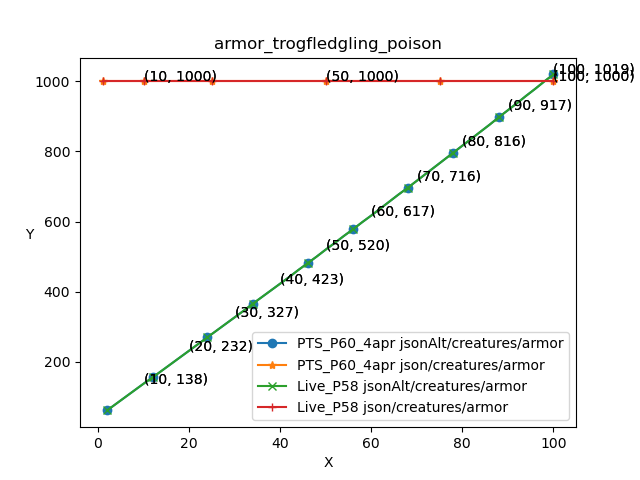 armor_trogfledgling_poison
(100, 1019)
(10, 1000)
(50, 1000)
(100, 1000)
1000
(90, 917)
(80, 816)
800
(70, 716)
(60, 617)
600
Y
(50, 520)
(40, 423)
400
(30, 327)
(20, 232)
PTS_P60_4apr jsonAlt/creatures/armor
PTS_P60_4apr json/creatures/armor
200
(10, 138)
Live_P58 jsonAlt/creatures/armor
Live_P58 json/creatures/armor
0 20 40 60 80 100
X